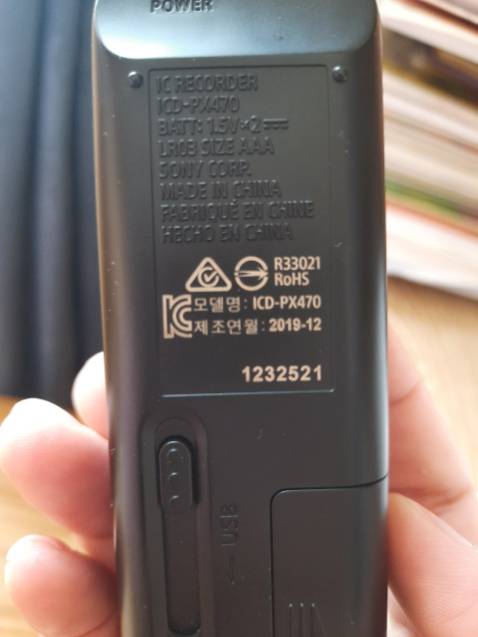 POWER
IC RECORDER
ICD-PX470
BATT: 1.5V×2⎓
LR03 SIZE AAA
SONY CORP.
MADE IN CHINA
FABRIQUÉ EN CHINE
HECHO EN CHINA
R33021
RoHS
모델명 : ICD-PX470
제조연월 : 2019-12
1232521
USB